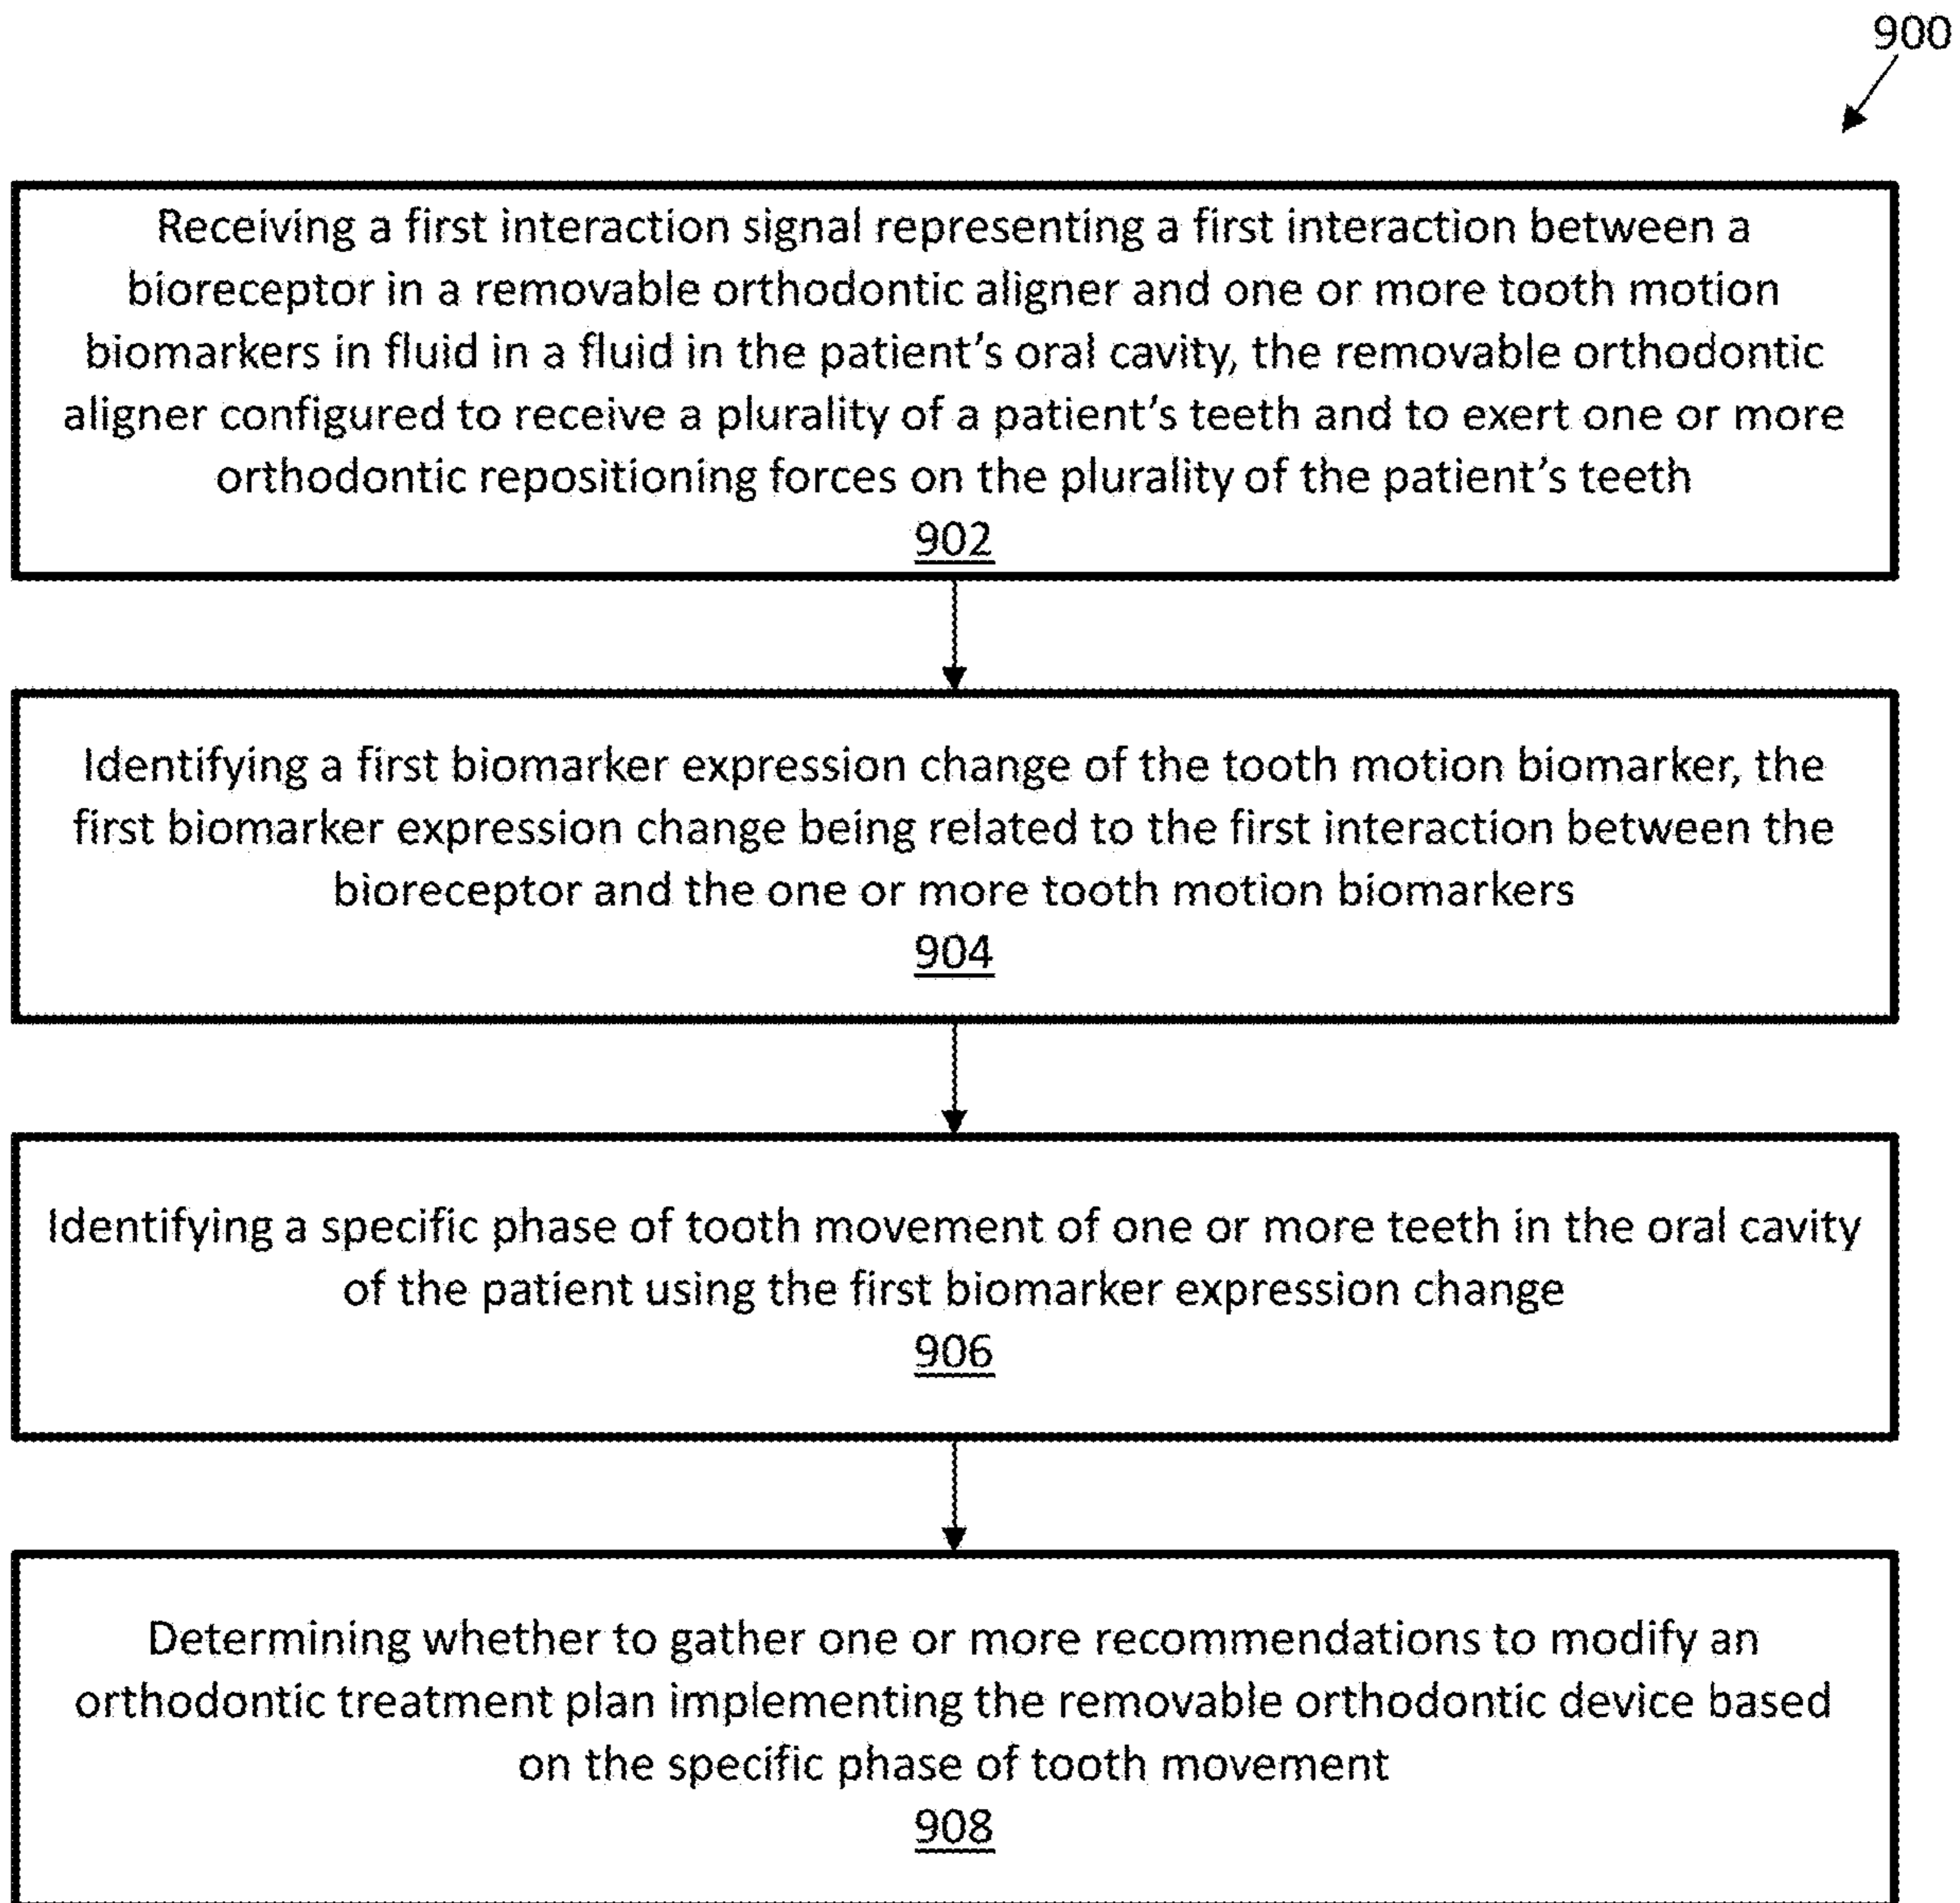 900
Receiving a first interaction signal representing a first interaction between a
bioreceptor in a removable orthodontic aligner and one or more tooth motion
biomarkers in fluid in a fluid in the patient's oral cavity, the removable orthodontic
aligner configured to receive a plurality of a patient's teeth and to exert one or more
orthodontic repositioning forces on the plurality of the patient's teeth
902
Identifying a first biomarker expression change of the tooth motion biomarker, the
first biomarker expression change being related to the first interaction between the
bioreceptor and the one or more tooth motion biomarkers
904
Identifying a specific phase of tooth movement of one or more teeth in the oral cavity
of the patient using the first biomarker expression change
906
Determining whether to gather one or more recommendations to modify an
orthodontic treatment plan implementing the removable orthodontic device based
on the specific phase of tooth movement
908